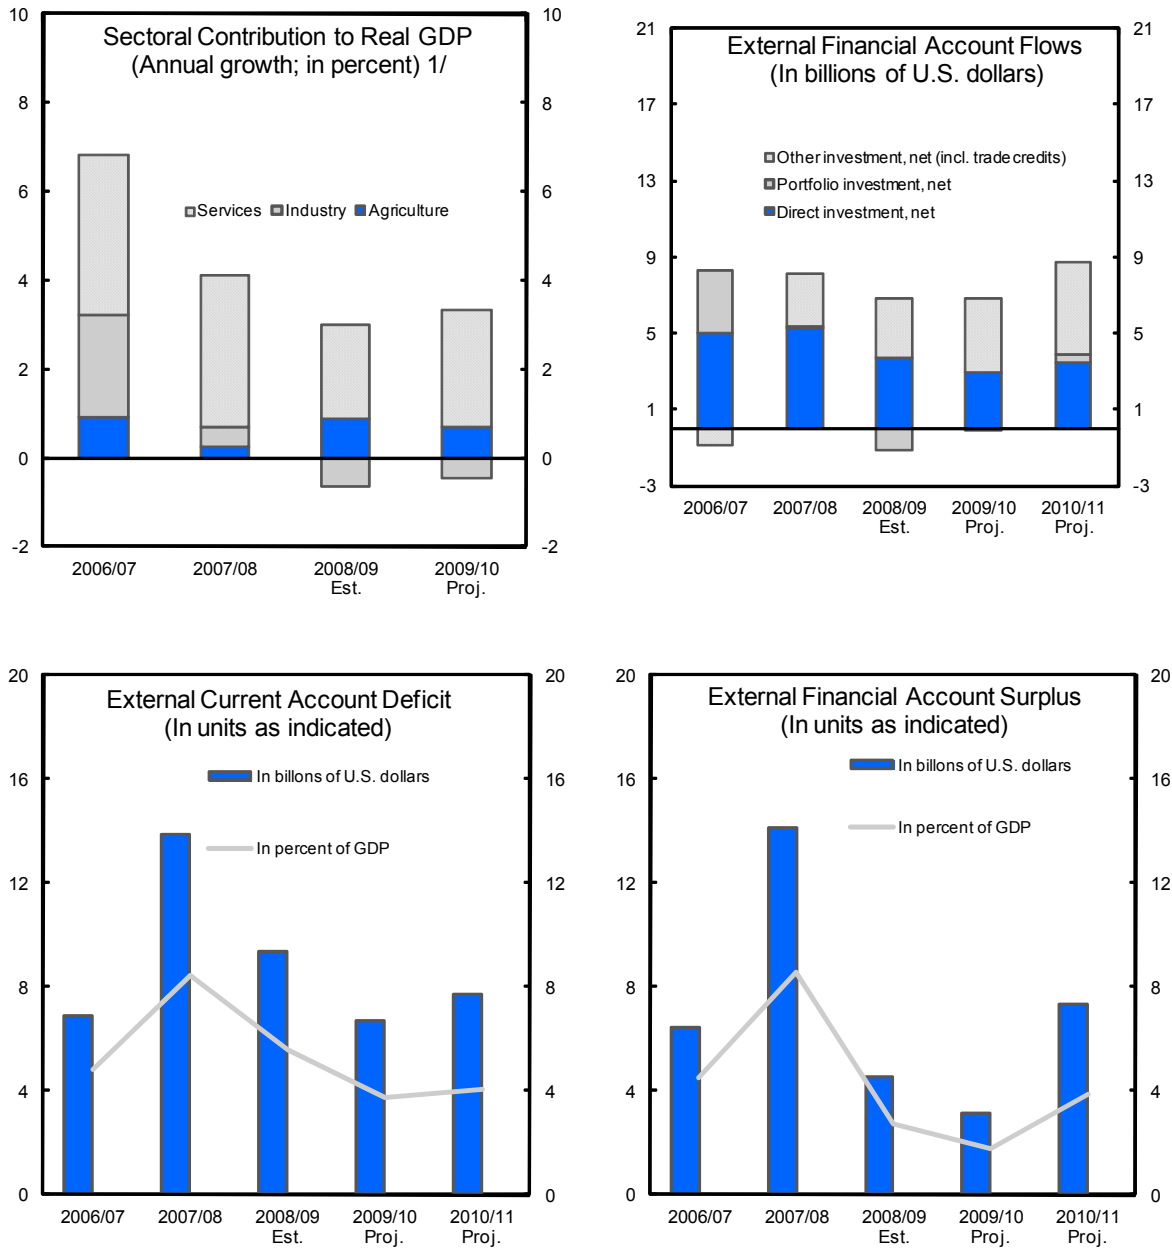 Sectoral Contribution to Real GDP
(Annual growth; in percent) 1/
10
8
6
4
2
0
-2
10
8
6
4
2
0
-2
Services Industry Agriculture
2006/07 2007/08 2008/09 2009/10
Est. Proj.
External Financial Account Flows
(In billions of U.S. dollars)
21
17
13
9
5
1
-3
21
17
13
9
5
1
-3
Other investment, net (incl. trade credits)
Portfolio investment, net
Direct investment, net
2006/07 2007/08 2008/09 2009/10 2010/11
Est. Proj. Proj.
External Current Account Deficit
(In units as indicated)
20
16
12
8
4
0
20
16
12
8
4
0
In billons of U.S. dollars
In percent of GDP
2006/07 2007/08 2008/09 2009/10 2010/11
Est. Proj. Proj.
External Financial Account Surplus
(In units as indicated)
20
16
12
8
4
0
20
16
12
8
4
0
In billons of U.S. dollars
In percent of GDP
2006/07 2007/08 2008/09 2009/10 2010/11
Est. Proj. Proj.